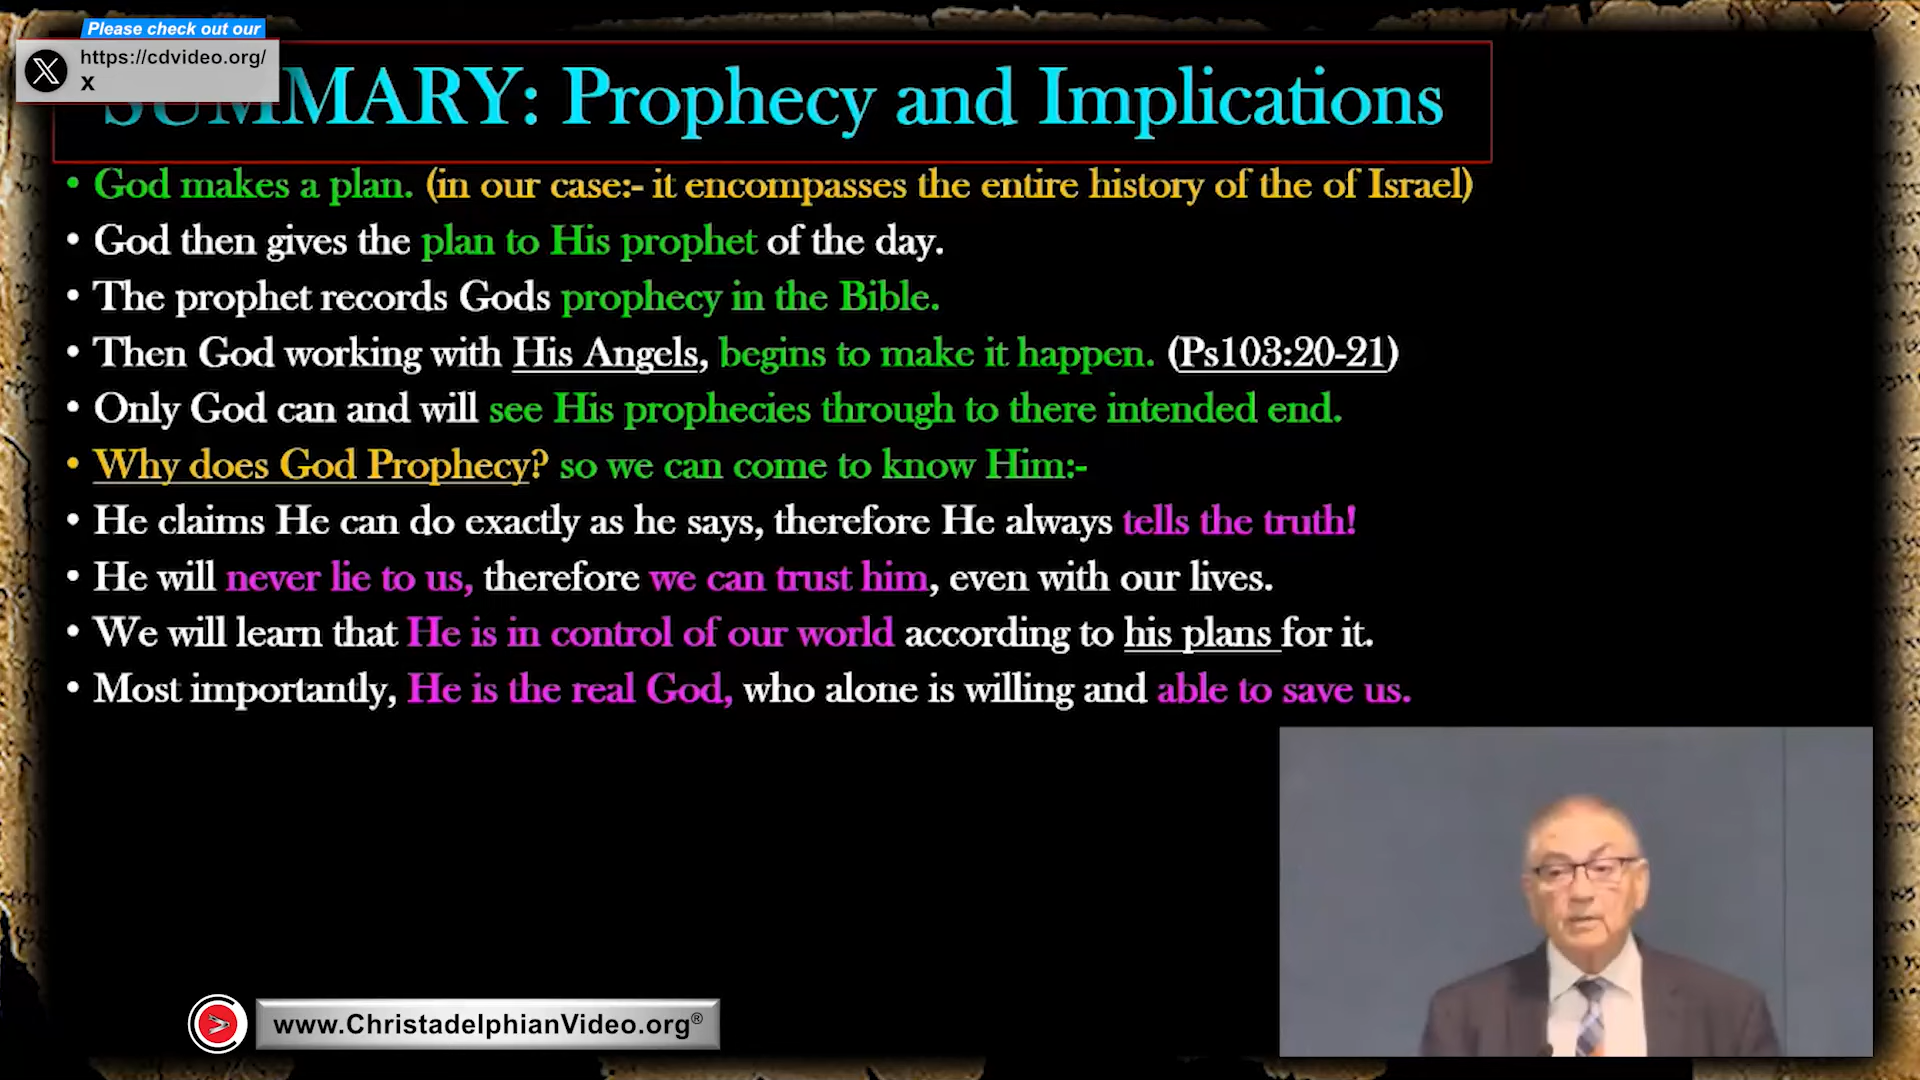 Please check out our
https://cdvideo.org/
x
SUMMARY: Prophecy and Implications
• God makes a plan. (in our case:- it encompasses the entire history of the of Israel)
• God then gives the plan to His prophet of the day.
• The prophet records Gods prophecy in the Bible.
• Then God working with His Angels, begins to make it happen. (Ps103:20-21)
• Only God can and will see His prophecies through to there intended end.
• Why does God Prophecy? so we can come to know Him:-
• He claims He can do exactly as he says, therefore He always tells the truth!
• He will never lie to us, therefore we can trust him, even with our lives.
• We will learn that He is in control of our world according to his plans for it.
• Most importantly, He is the real God, who alone is willing and able to save us.
www.ChristadelphianVideo.org®